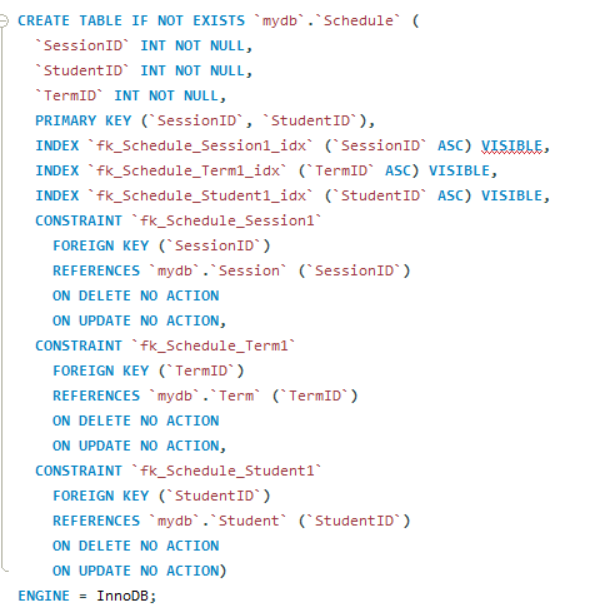 CREATE TABLE IF NOT EXISTS `mydb`.`Schedule` (
`SessionID` INT NOT NULL,
`StudentID` INT NOT NULL,
`TermID` INT NOT NULL,
PRIMARY KEY (`SessionID`, `StudentID`),
INDEX `fk_Schedule_Session1_idx` (`SessionID` ASC) VISIBLE,
INDEX `fk_Schedule_Term1_idx` (`TermID` ASC) VISIBLE,
INDEX `fk_Schedule_Student1_idx` (`StudentID` ASC) VISIBLE,
CONSTRAINT `fk_Schedule_Session1`
FOREIGN KEY (`SessionID`)
REFERENCES `mydb`.`Session` (`SessionID`)
ON DELETE NO ACTION
ON UPDATE NO ACTION,
CONSTRAINT `fk_Schedule_Term1`
FOREIGN KEY (`TermID`)
REFERENCES `mydb`.`Term` (`TermID`)
ON DELETE NO ACTION
ON UPDATE NO ACTION,
CONSTRAINT `fk_Schedule_Student1`
FOREIGN KEY (`StudentID`)
REFERENCES `mydb`.`Student` (`StudentID`)
ON DELETE NO ACTION
ON UPDATE NO ACTION)
ENGINE = InnoDB;